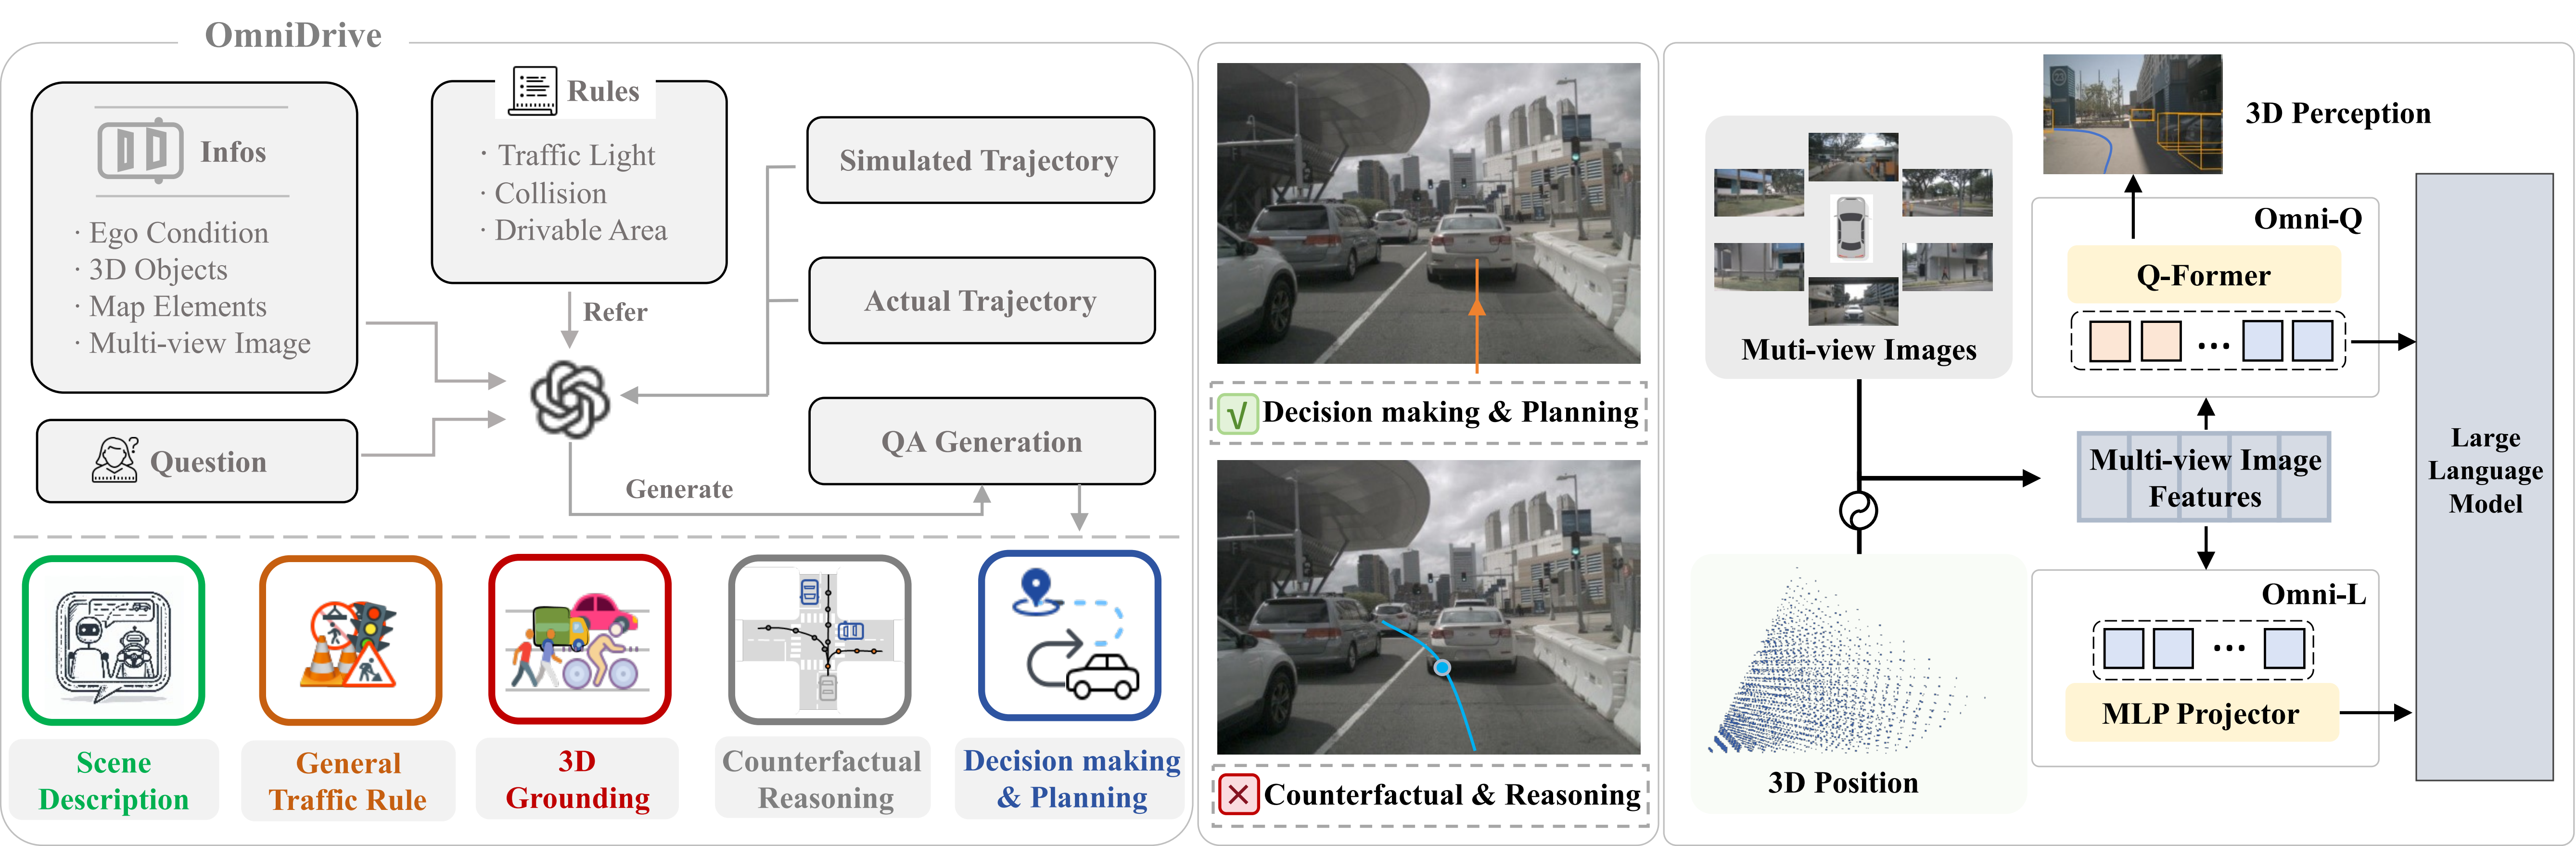 OmniDrive
Infos
· Ego Condition
· 3D Objects
· Map Elements
· Multi-view Image
Question
Rules
· Traffic Light
· Collision
· Drivable Area
Refer
Generate
Simulated Trajectory
Actual Trajectory
QA Generation
Scene
Description
General
Traffic Rule
3D
Grounding
Counterfactual
Reasoning
Decision making
& Planning
√ Decision making & Planning
Counterfactual & Reasoning
Muti-view Images
3D Position
3D Perception
Omni-Q
Q-Former
...
Multi-view Image
Features
Omni-L
...
MLP Projector
Large
Language
Model